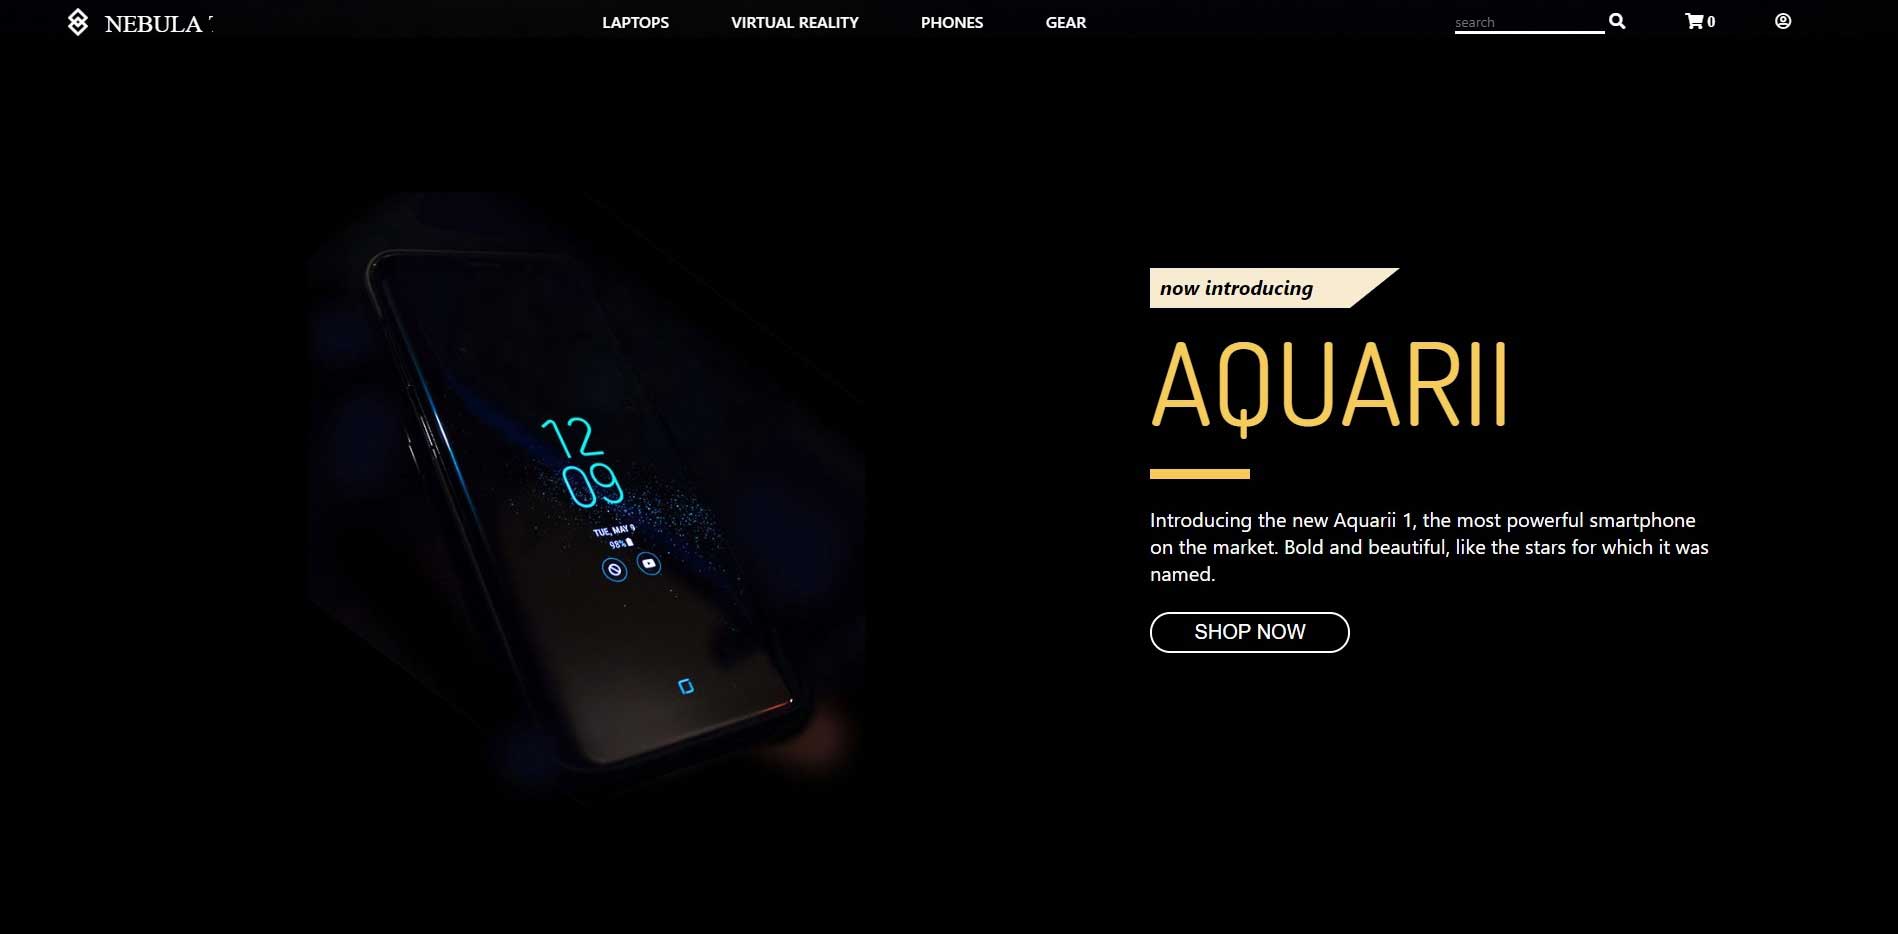 NEBULA
LAPTOPS
VIRTUAL REALITY
PHONES
GEAR
search
0
12
09
TUE, MAY 9
98%
now introducing
AQUARII
Introducing the new Aquarii 1, the most powerful smartphone
on the market. Bold and beautiful, like the stars for which it was
named.
SHOP NOW